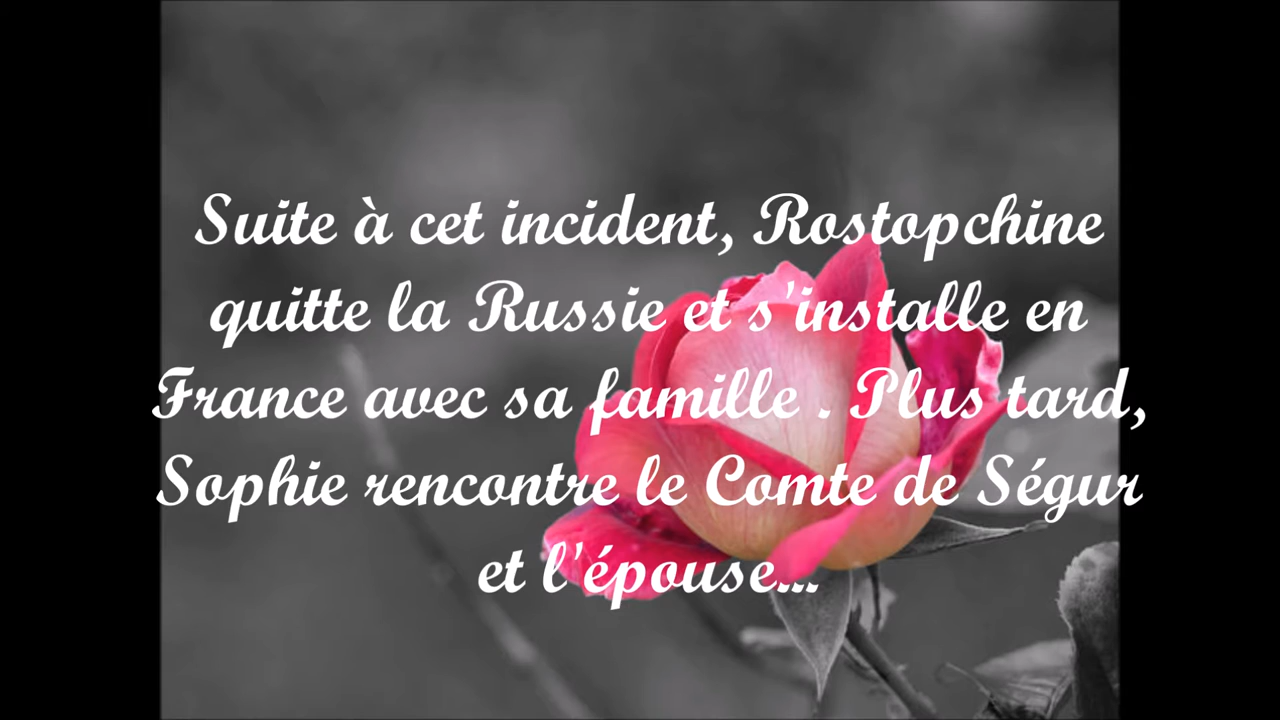 Suite à cet incident, Rostopchine
quitte la Russie et s'installe en
France avec sa famille . Plus tard,
Sophie rencontre le Comte de Ségur
et l'épouse...